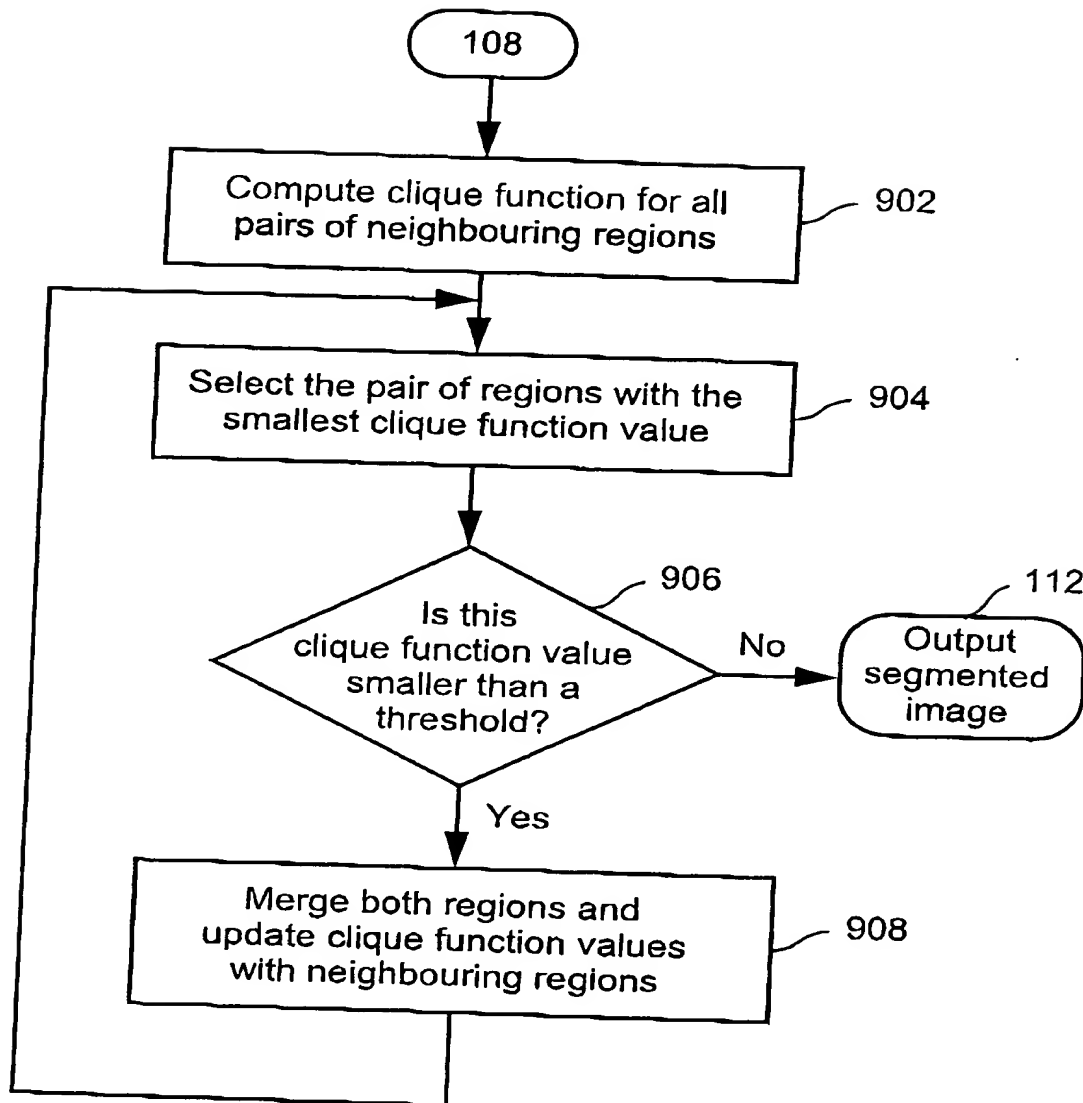 108
Compute clique function for all
pairs of neighbouring regions
902
Select the pair of regions with the
smallest clique function value
904
Is this
clique function value
smaller than a
threshold?
906
No
112
Output
segmented
image
Yes
Merge both regions and
update clique function values
with neighbouring regions
908